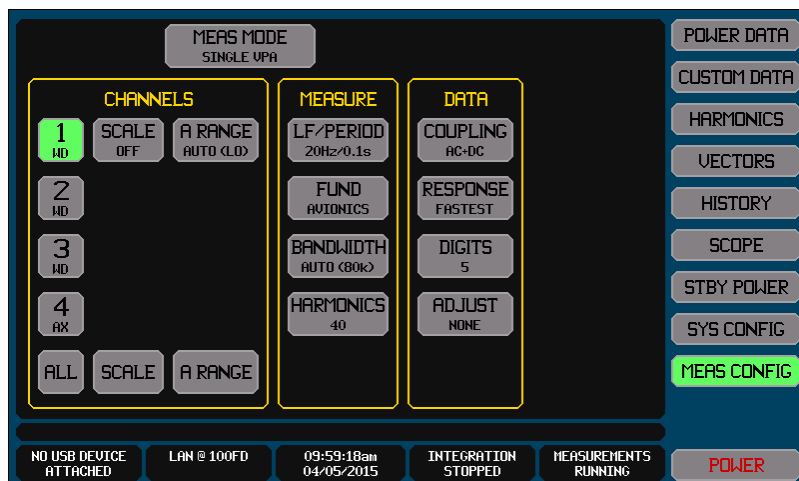 MEAS MODE
SINGLE VPA
CHANNELS
1
WD
SCALE
OFF
A RANGE
AUTO (LO)
2
WD
3
WD
4
AX
ALL
SCALE
A RANGE
MEASURE
LF/PERIOD
20Hz/0.1s
FUND
AVIONICS
BANDWIDTH
AUTO (80k)
HARMONICS
40
DATA
COUPLING
AC+DC
RESPONSE
FASTEST
DIGITS
5
ADJUST
NONE
POWER DATA
CUSTOM DATA
HARMONICS
VECTORS
HISTORY
SCOPE
STBY POWER
SYS CONFIG
MEAS CONFIG
NO USB DEVICE
ATTACHED
LAN @ 100FD
09:59:18am
04/05/2015
INTEGRATION
STOPPED
MEASUREMENTS
RUNNING
POWER